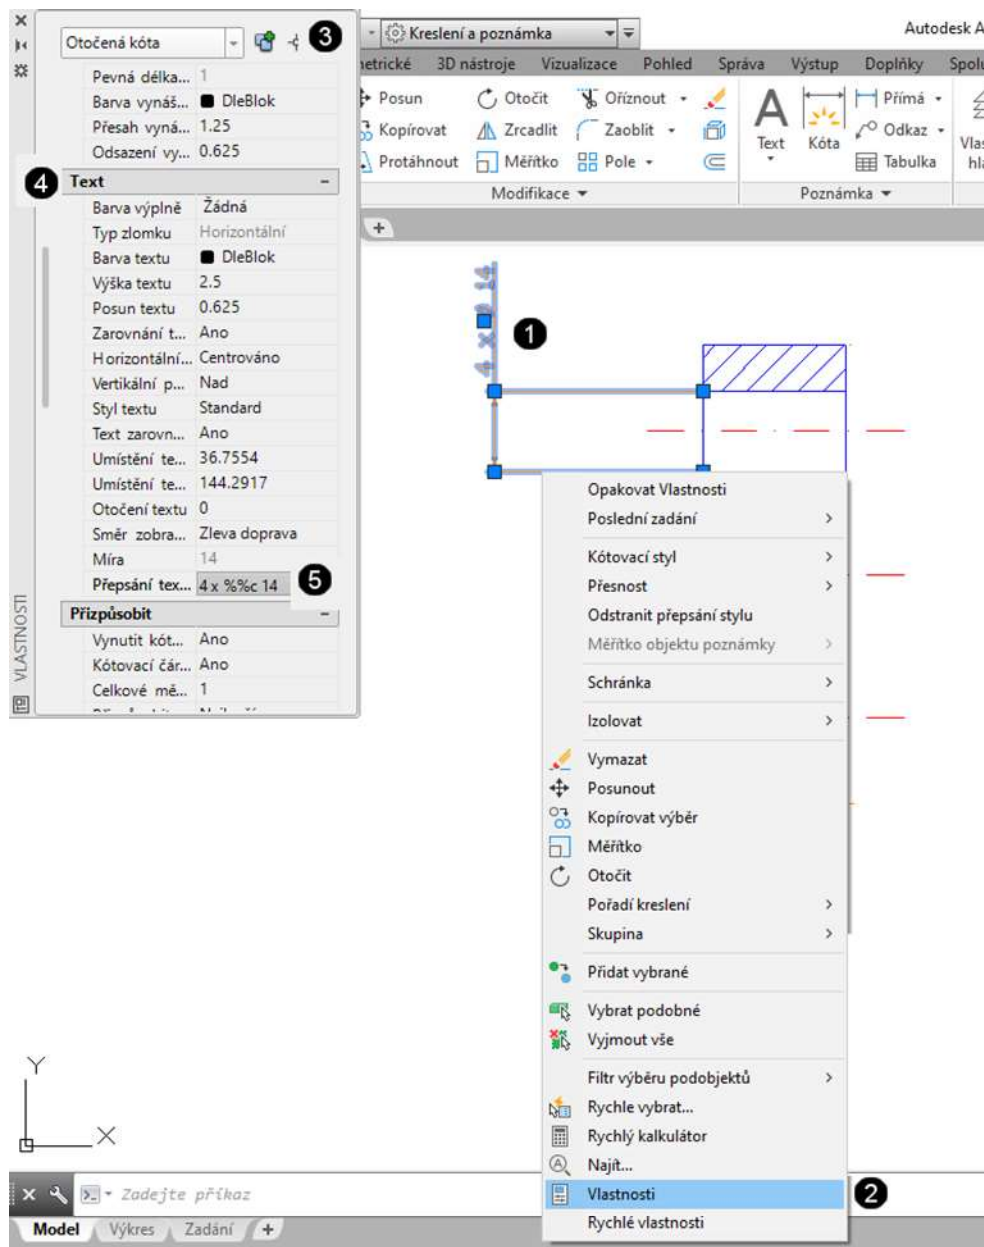 Otočená kóta
3
Pevná délka... 1
Barva vynáš... DleBlok
Přesah vyná... 1.25
Odsazení vy... 0.625
4
Text –
Barva výplně Žádná
Typ zlomku Horizontální
Barva textu DleBlok
Výška textu 2.5
Posun textu 0.625
Zarovnání t... Ano
Horizontální... Centrováno
Vertikální p... Nad
Styl textu Standard
Text zarovn... Ano
Umístění te... 36.7554
Umístění te... 144.2917
Otočení textu 0
Směr zobra... Zleva doprava
Míra 14
Přepsání tex... 4 x %%c 14
5
Přizpůsobit –
Vynutit kót... Ano
Kótovací čár... Ano
Celkové mě... 1
VLASTNOSTI
Kreslení a poznámka
Autodesk A
netrické 3D nástroje Vizualizace Pohled Správa Výstup Doplňky Spolu
Posun Otočit Oříznout
Kopírovat Zrcadlit Zaoblit
Protáhnout Měřítko Pole
Modifikace
Text
Kóta
Přímá
Odkaz
Tabulka
Poznámka
Vlas
hla
+
1
Opakovat Vlastnosti
Poslední zadání >
Kótovací styl >
Přesnost >
Odstranit přepsání stylu
Měřítko objektu poznámky >
Schránka >
Izolovat >
Vymazat
Posunout
Kopírovat výběr
Měřítko
Otočit
Pořadí kreslení >
Skupina >
Přidat vybrané
Vybrat podobné
Vyjmout vše
Filtr výběru podobjektů >
Rychle vybrat...
Rychlý kalkulátor
Najít...
Vlastnosti
2
Rychlé vlastnosti
Y
X
Zadejte příkaz
Model Výkres Zadání +